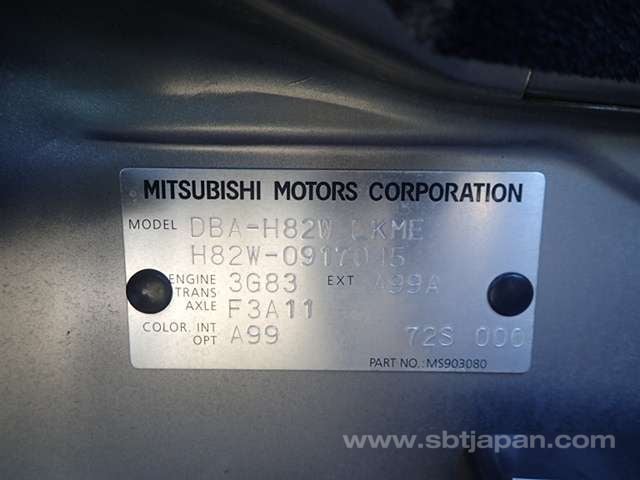 MITSUBISHI MOTORS CORPORATION
MODEL DBA-H82W LKME
H82W-0917015
ENGINE 3G83 EXT A99A
TRANS
AXLE F3A11
COLOR. INT A99 72S 000
OPT
PART NO.: MS903080
www.sbtjapan.com